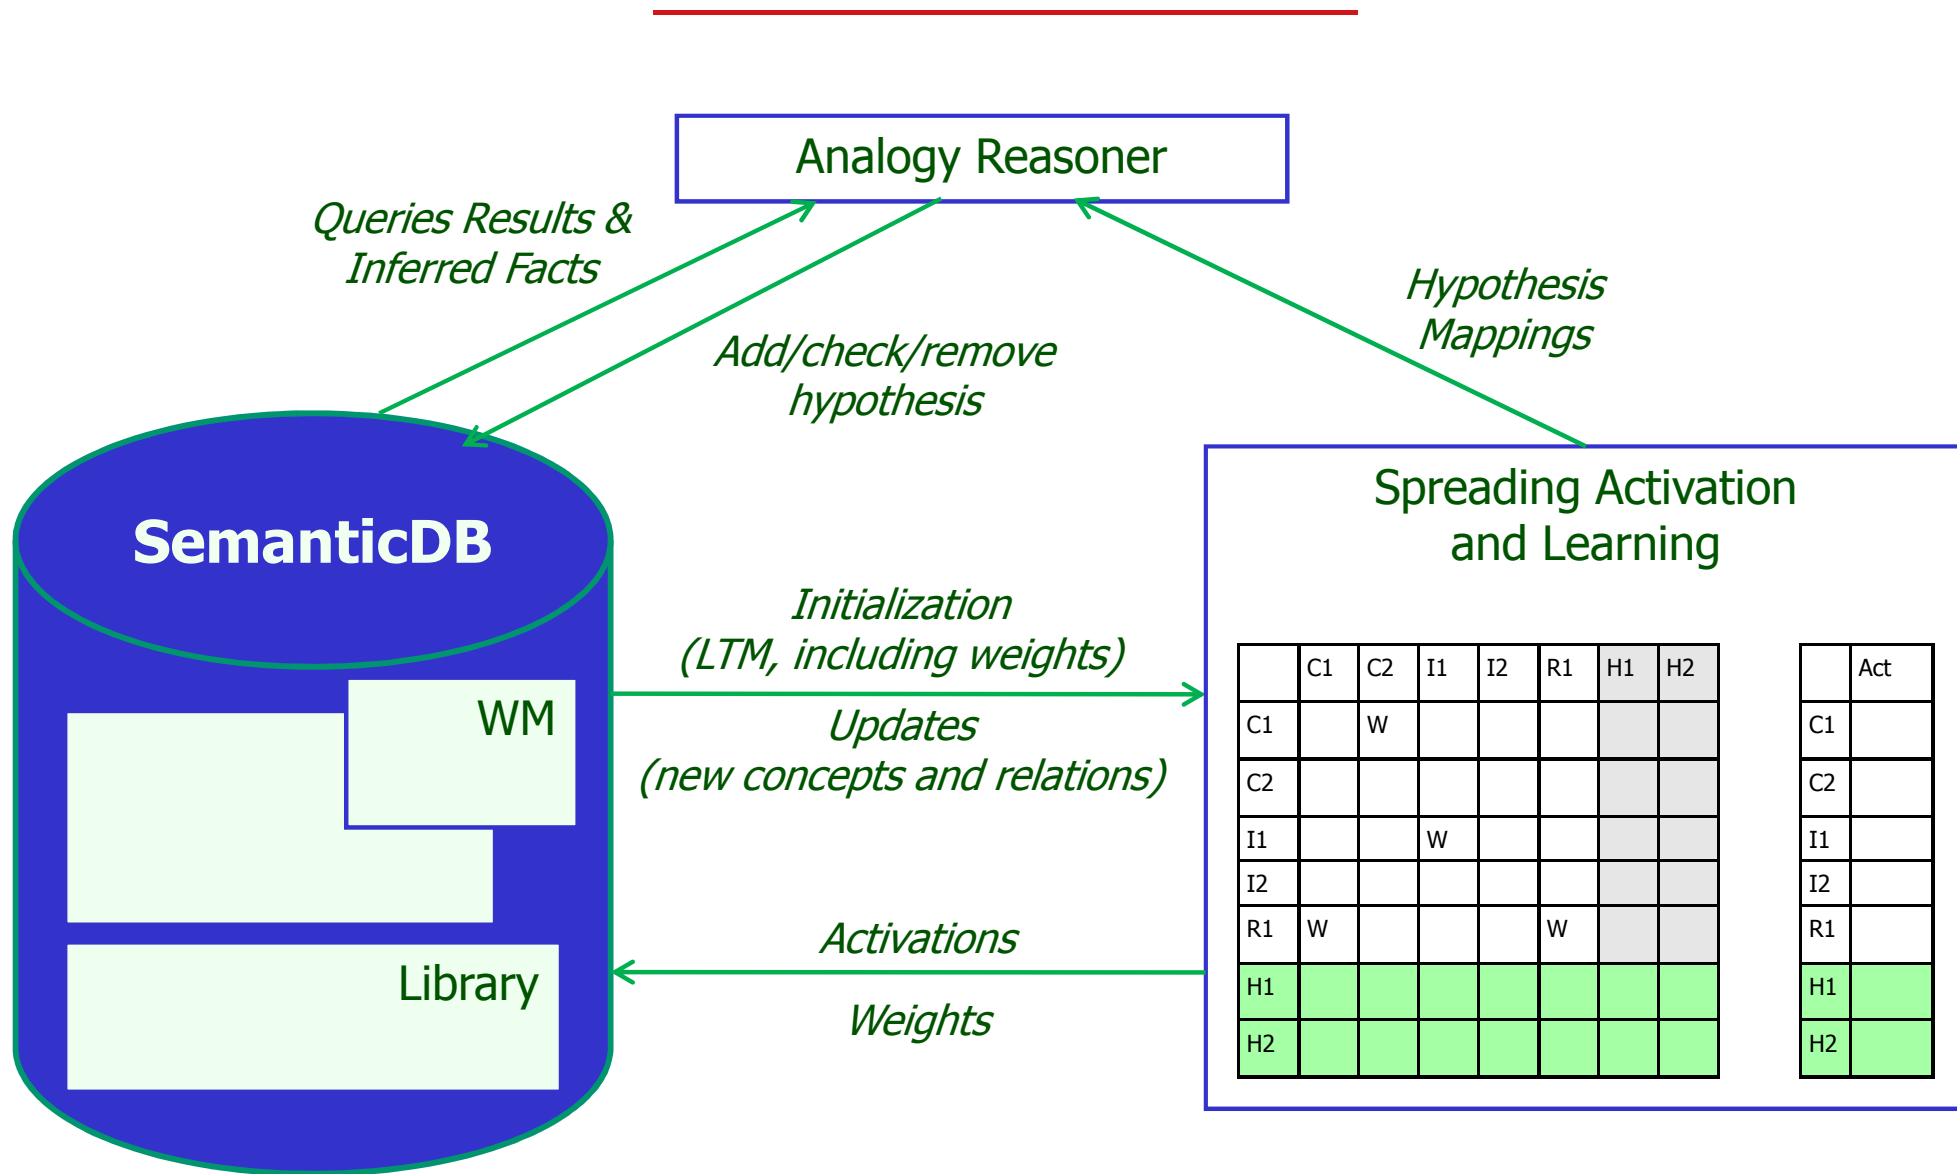 Analogy Reasoner
Queries Results &
Inferred Facts
Add/check/remove
hypothesis
Hypothesis
Mappings
SemanticDB
WM
Library
Initialization
(LTM, including weights)
Updates
(new concepts and relations)
Activations
Weights
Spreading Activation
and Learning
C1 C2 I1 I2 R1 H1 H2
C1 W
C2
I1 W
I2
R1 W W
H1
H2
Act
C1
C2
I1
I2
R1
H1
H2